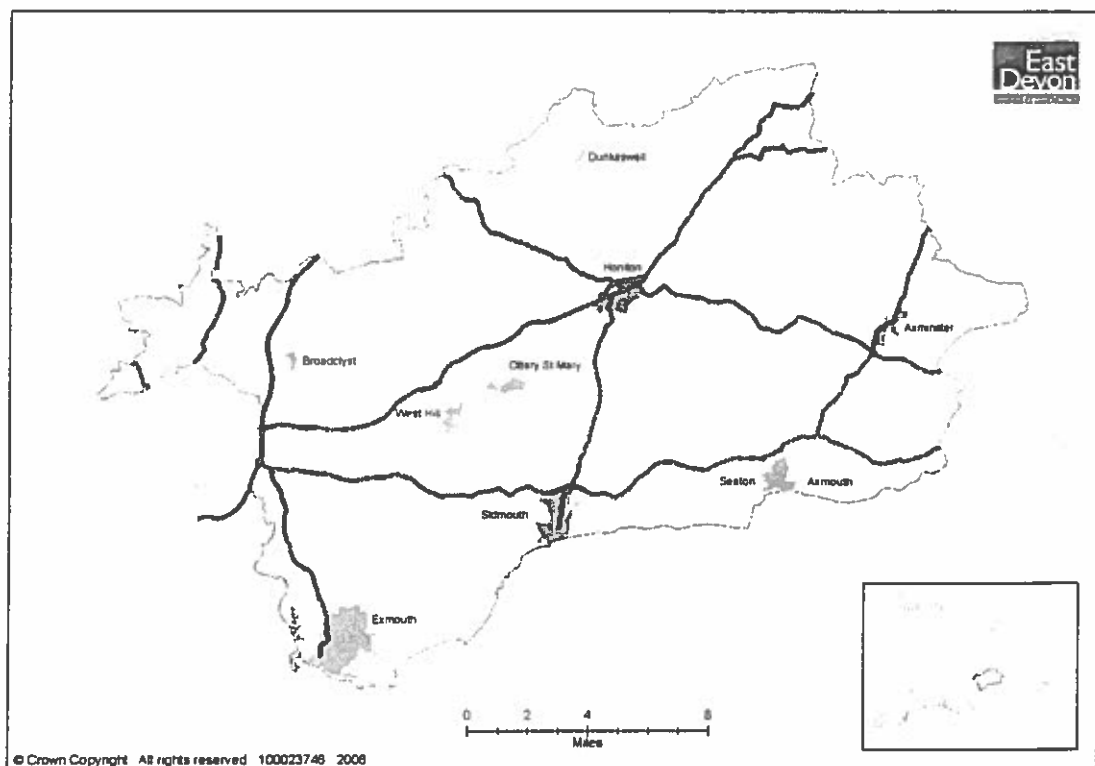 East
Devon
Dunkeswell
Honiton
Axminster
Broadclyst
Ottery St Mary
West Hill
Seaton
Axmouth
Sidmouth
Exmouth
0 2 4 8
Miles
© Crown Copyright All rights reserved 100023746 2006